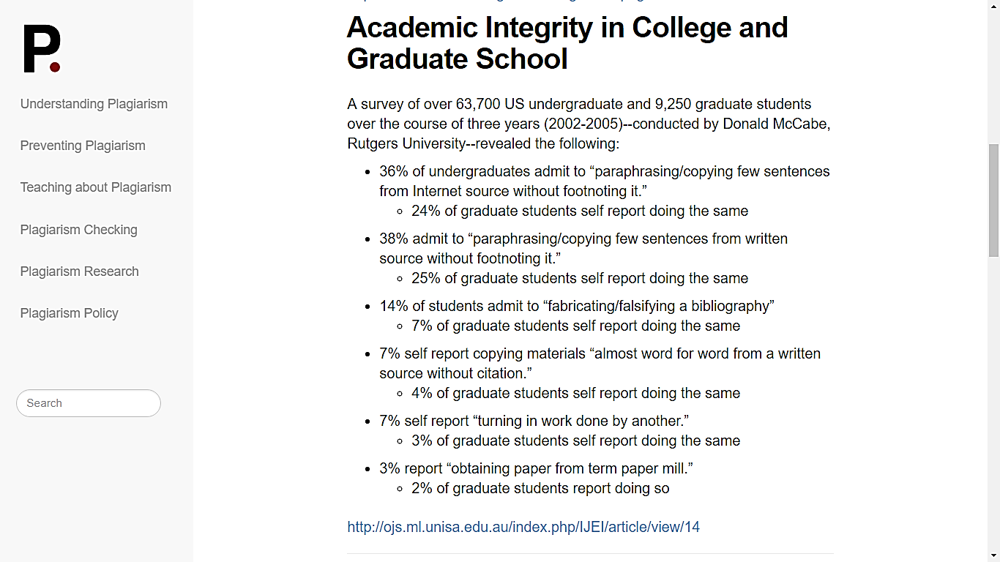 P.
Understanding Plagiarism
Preventing Plagiarism
Teaching about Plagiarism
Plagiarism Checking
Plagiarism Research
Plagiarism Policy
Search
Academic Integrity in College and
Graduate School
A survey of over 63,700 US undergraduate and 9,250 graduate students
over the course of three years (2002-2005)--conducted by Donald McCabe,
Rutgers University--revealed the following:
36% of undergraduates admit to “paraphrasing/copying few sentences
from Internet source without footnoting it.”
24% of graduate students self report doing the same
38% admit to “paraphrasing/copying few sentences from written
source without footnoting it.”
25% of graduate students self report doing the same
14% of students admit to “fabricating/falsifying a bibliography”
7% of graduate students self report doing the same
7% self report copying materials “almost word for word from a written
source without citation.”
4% of graduate students self report doing the same
7% self report “turning in work done by another.”
3% of graduate students self report doing the same
3% report “obtaining paper from term paper mill.”
2% of graduate students report doing so
http://ojs.ml.unisa.edu.au/index.php/IJEI/article/view/14